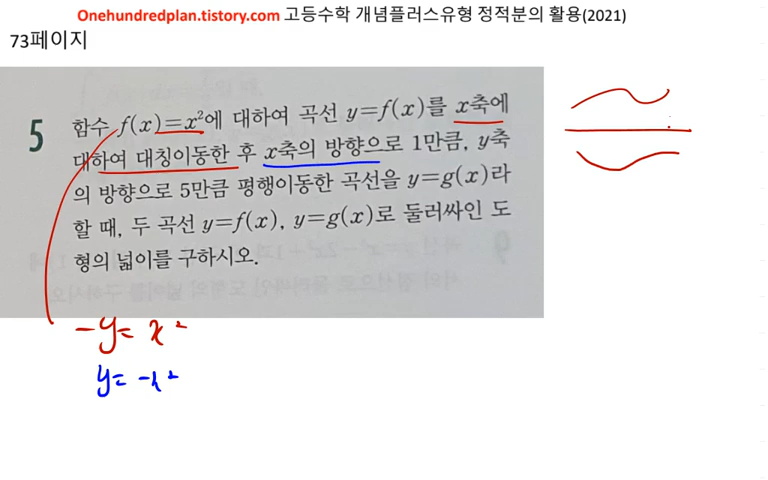 Onehundredplan.tistory.com 고등수학 개념플러스유형 정적분의 활용(2021)
73페이지
5 함수 f(x)=x²에 대하여 곡선 y=f(x)를 x축에
대하여 대칭이동한 후 x축의 방향으로 1만큼, y축
의 방향으로 5만큼 평행이동한 곡선을 y=g(x)라
할 때, 두 곡선 y=f(x), y=g(x)로 둘러싸인 도
형의 넓이를 구하시오.
-y= x²
y= -x²